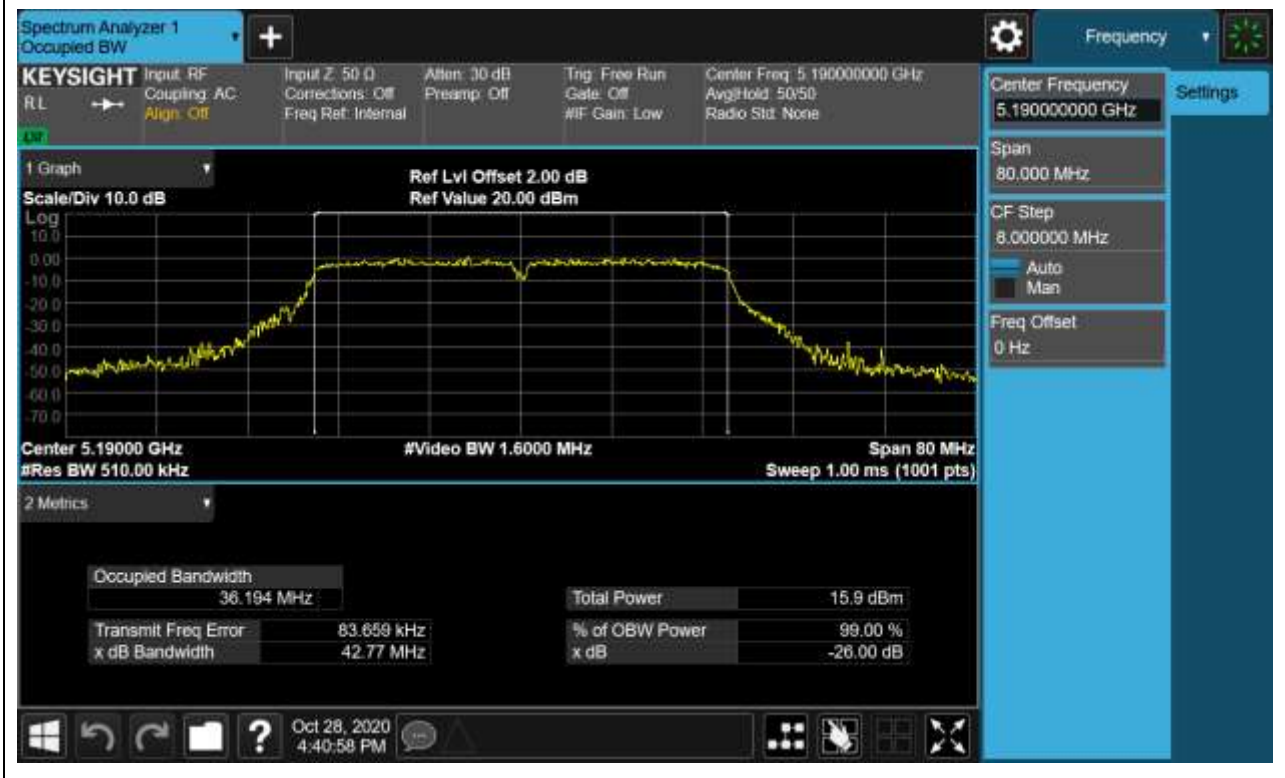 Spectrum Analyzer 1
Occupied BW
+
Frequency
KEYSIGHT
RL
Input: RF
Coupling: AC
Align: Off
Input Z: 50 Ω
Corrections: Off
Freq Ref: Internal
Atten: 30 dB
Preamp: Off
Trig: Free Run
Gate: Off
#IF Gain: Low
Center Freq: 5.190000000 GHz
Avg|Hold: 50/50
Radio Std: None
Center Frequency
5.190000000 GHz
Settings
Span
80.000 MHz
CF Step
8.000000 MHz
Auto
Man
Freq Offset
0 Hz
1 Graph
Scale/Div 10.0 dB
Ref Lvl Offset 2.00 dB
Ref Value 20.00 dBm
Log
10.0
0.00
-10.0
-20.0
-30.0
-40.0
-50.0
-60.0
-70.0
Center 5.19000 GHz
#Video BW 1.6000 MHz
Span 80 MHz
#Res BW 510.00 kHz
Sweep 1.00 ms (1001 pts)
2 Metrics
Occupied Bandwidth
36.194 MHz
Transmit Freq Error 83.659 kHz
x dB Bandwidth 42.77 MHz
Total Power 15.9 dBm
% of OBW Power 99.00 %
x dB -26.00 dB
?
Oct 28, 2020
4:40:58 PM